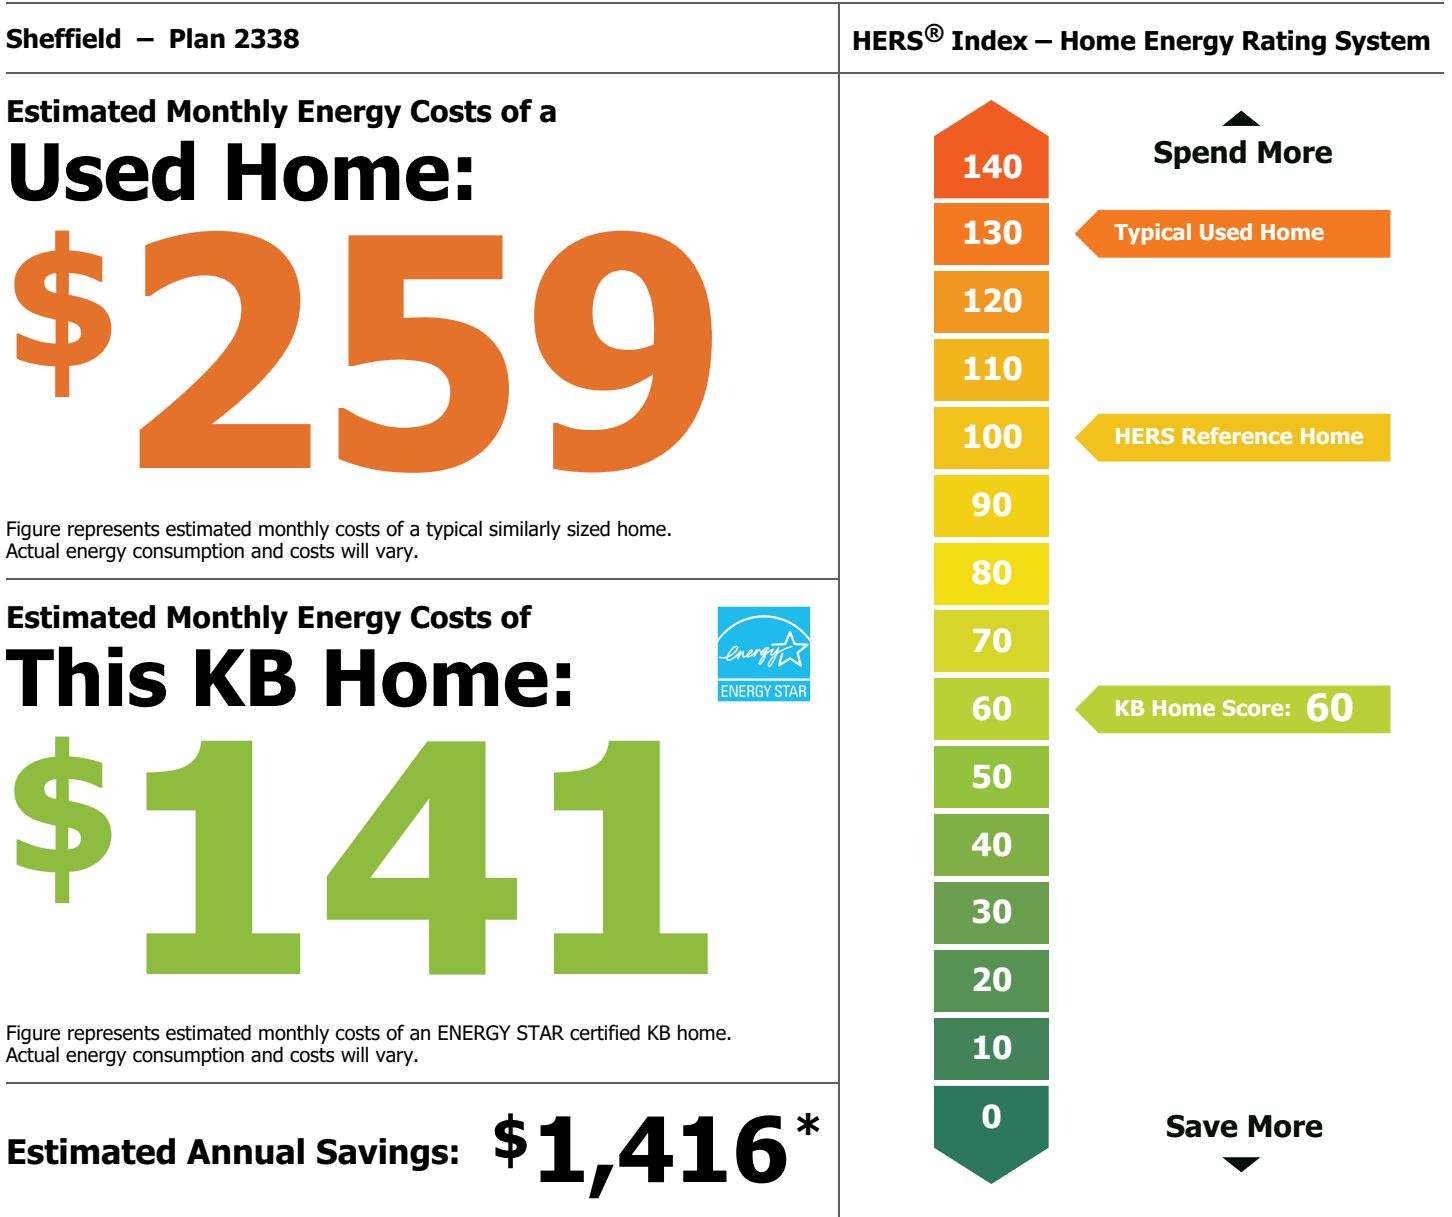 Sheffield – Plan 2338
Estimated Monthly Energy Costs of a
Used Home:
$259
Figure represents estimated monthly costs of a typical similarly sized home.
Actual energy consumption and costs will vary.
Estimated Monthly Energy Costs of
This KB Home:
energy
ENERGY STAR
$141
Figure represents estimated monthly costs of an ENERGY STAR certified KB home.
Actual energy consumption and costs will vary.
Estimated Annual Savings: $1,416*
HERS® Index – Home Energy Rating System
Spend More
140
130 Typical Used Home
120
110
100 HERS Reference Home
90
80
70
60 KB Home Score: 60
50
40
30
20
10
0
Save More